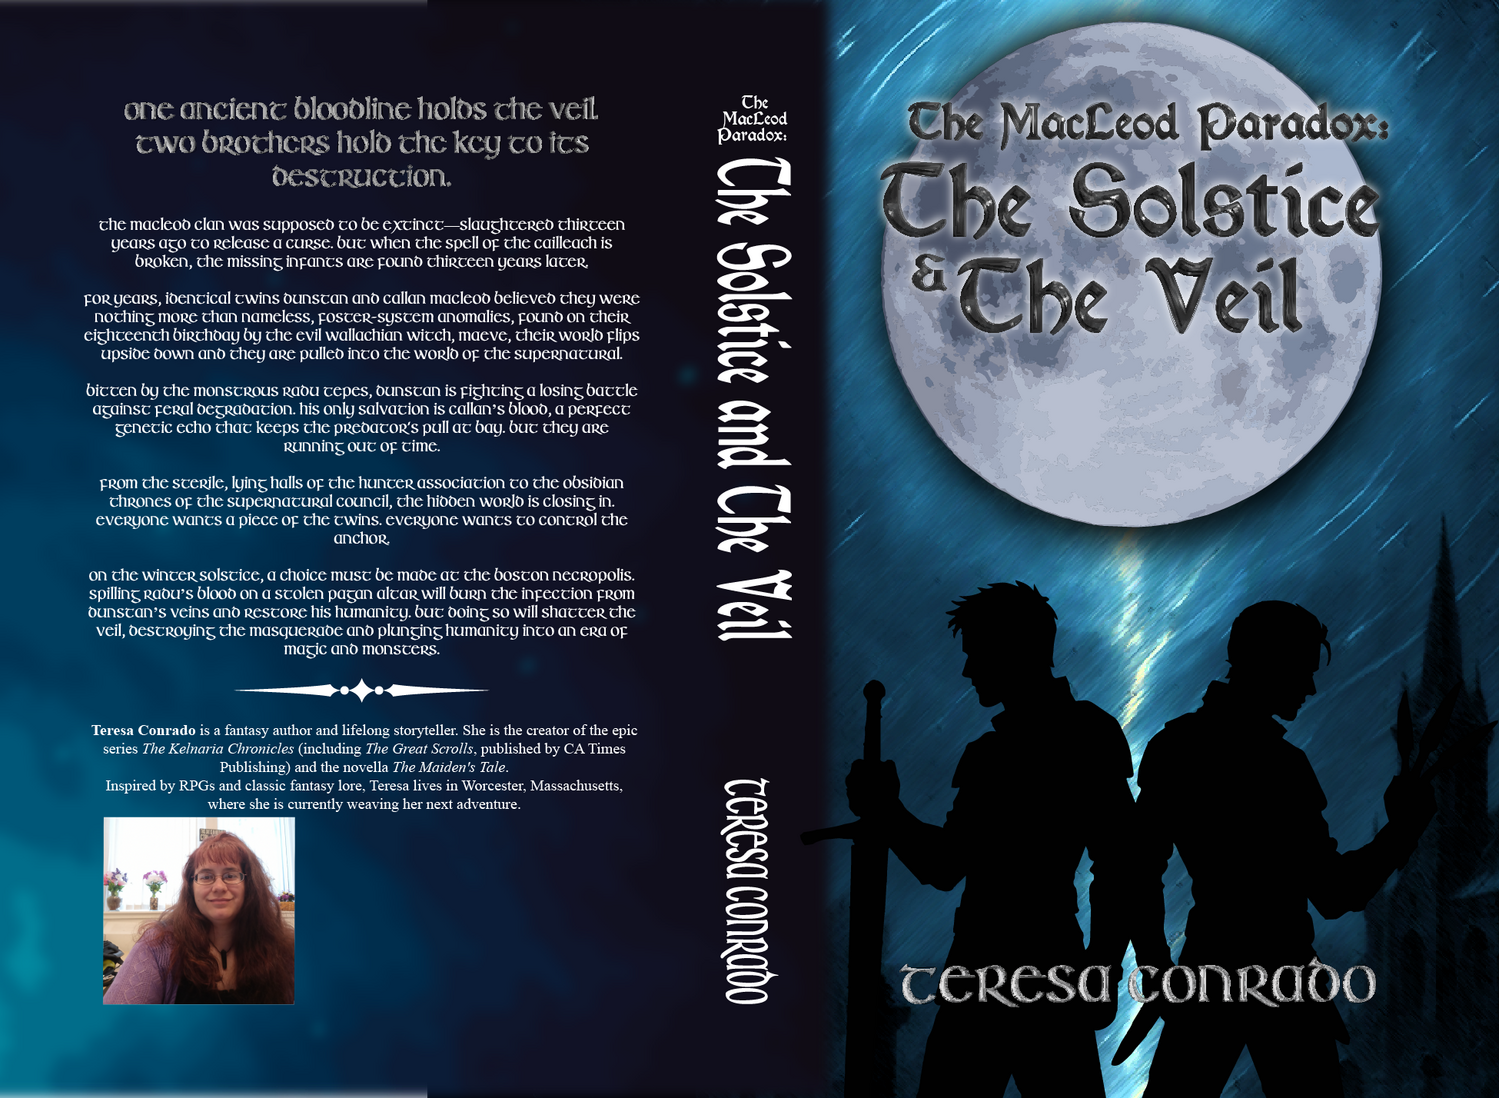 one ancient bloodline holds the veil
two brothers hold the key to its
destruction.
the macleod clan was supposed to be extinct—slaughtered thirteen
years ago to release a curse. but when the spell of the cailleach is
broken, the missing infants are found thirteen years later.
for years, identical twins dunstan and callan macleod believed they were
nothing more than nameless, foster-system anomalies, found on their
eighteenth birthday by the evil wallachian witch, maeve, their world flips
upside down and they are pulled into the world of the supernatural.
bitten by the monstrous radu tepes, dunstan is fighting a losing battle
against feral degradation. his only salvation is callan's blood, a perfect
genetic echo that keeps the predator's pull at bay. but they are
running out of time.
from the sterile, lying halls of the hunter association to the obsidian
thrones of the supernatural council, the hidden world is closing in.
everyone wants a piece of the twins. everyone wants to control the
anchor.
on the winter solstice, a choice must be made at the boston necropolis.
spilling radu's blood on a stolen pagan altar will burn the infection from
dunstan's veins and restore his humanity. but doing so will shatter the
veil, destroying the masquerade and plunging humanity into an era of
magic and monsters.
Teresa Conrado is a fantasy author and lifelong storyteller. She is the creator of the epic
series The Kelnaria Chronicles (including The Great Scrolls, published by CA Times
Publishing) and the novella The Maiden's Tale.
Inspired by RPGs and classic fantasy lore, Teresa lives in Worcester, Massachusetts,
where she is currently weaving her next adventure.
The
MacLeod
Paradox:
The Solstice and The Veil
teresa conrado
The MacLeod Paradox:
The Solstice
& The Veil
teresa conrado